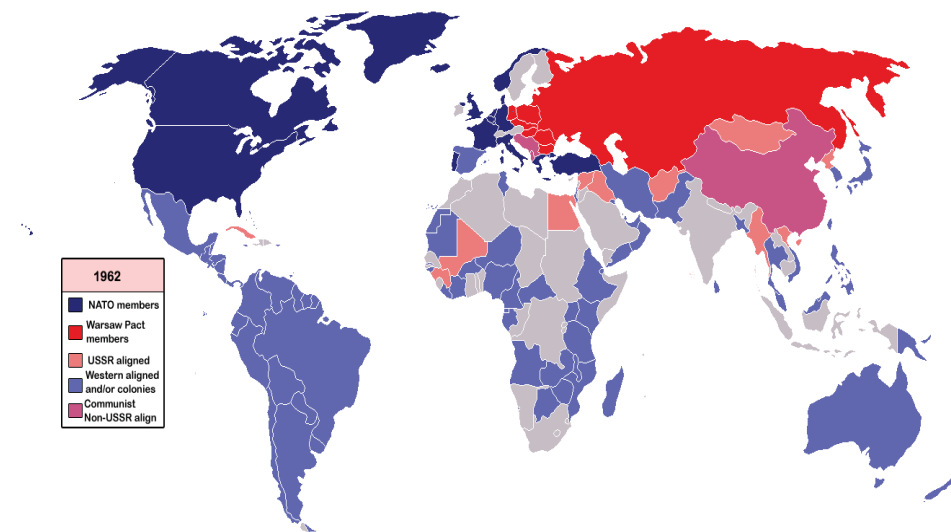 1962
NATO members
Warsaw Pact
members
USSR aligned
Western aligned
and/or colonies
Communist
Non-USSR align